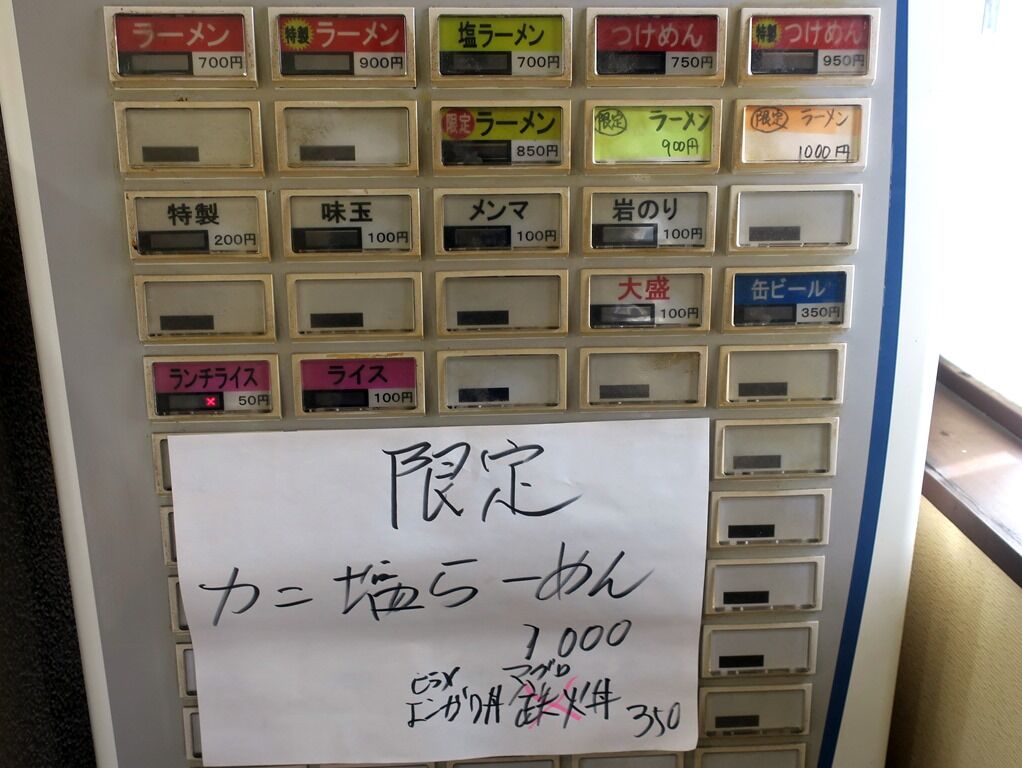 ラーメン 700円
特製 ラーメン 900円
塩ラーメン 700円
つけめん 750円
特製 つけめん 950円
限定 ラーメン 850円
限定 ラーメン 900円
限定 ラーメン 1000円
特製 200円
味玉 100円
メンマ 100円
岩のり 100円
大盛 100円
缶ビール 350円
ランチライス × 50円
ライス 100円
限定
カニ塩らーめん
1000
ヒラメ マグロ
エンガワ丼 鉄火丼 350